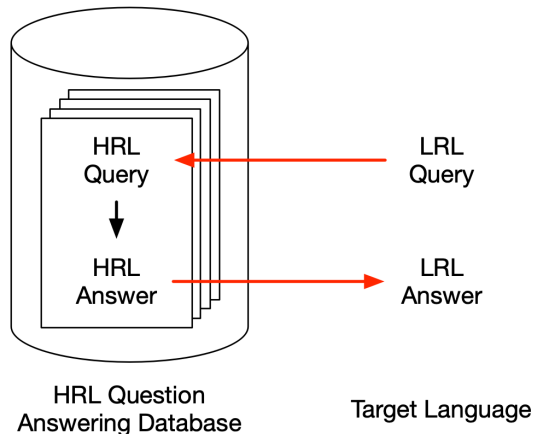 HRL
Query
LRL
Query
HRL
Answer
LRL
Answer
HRL Question
Answering Database
Target Language